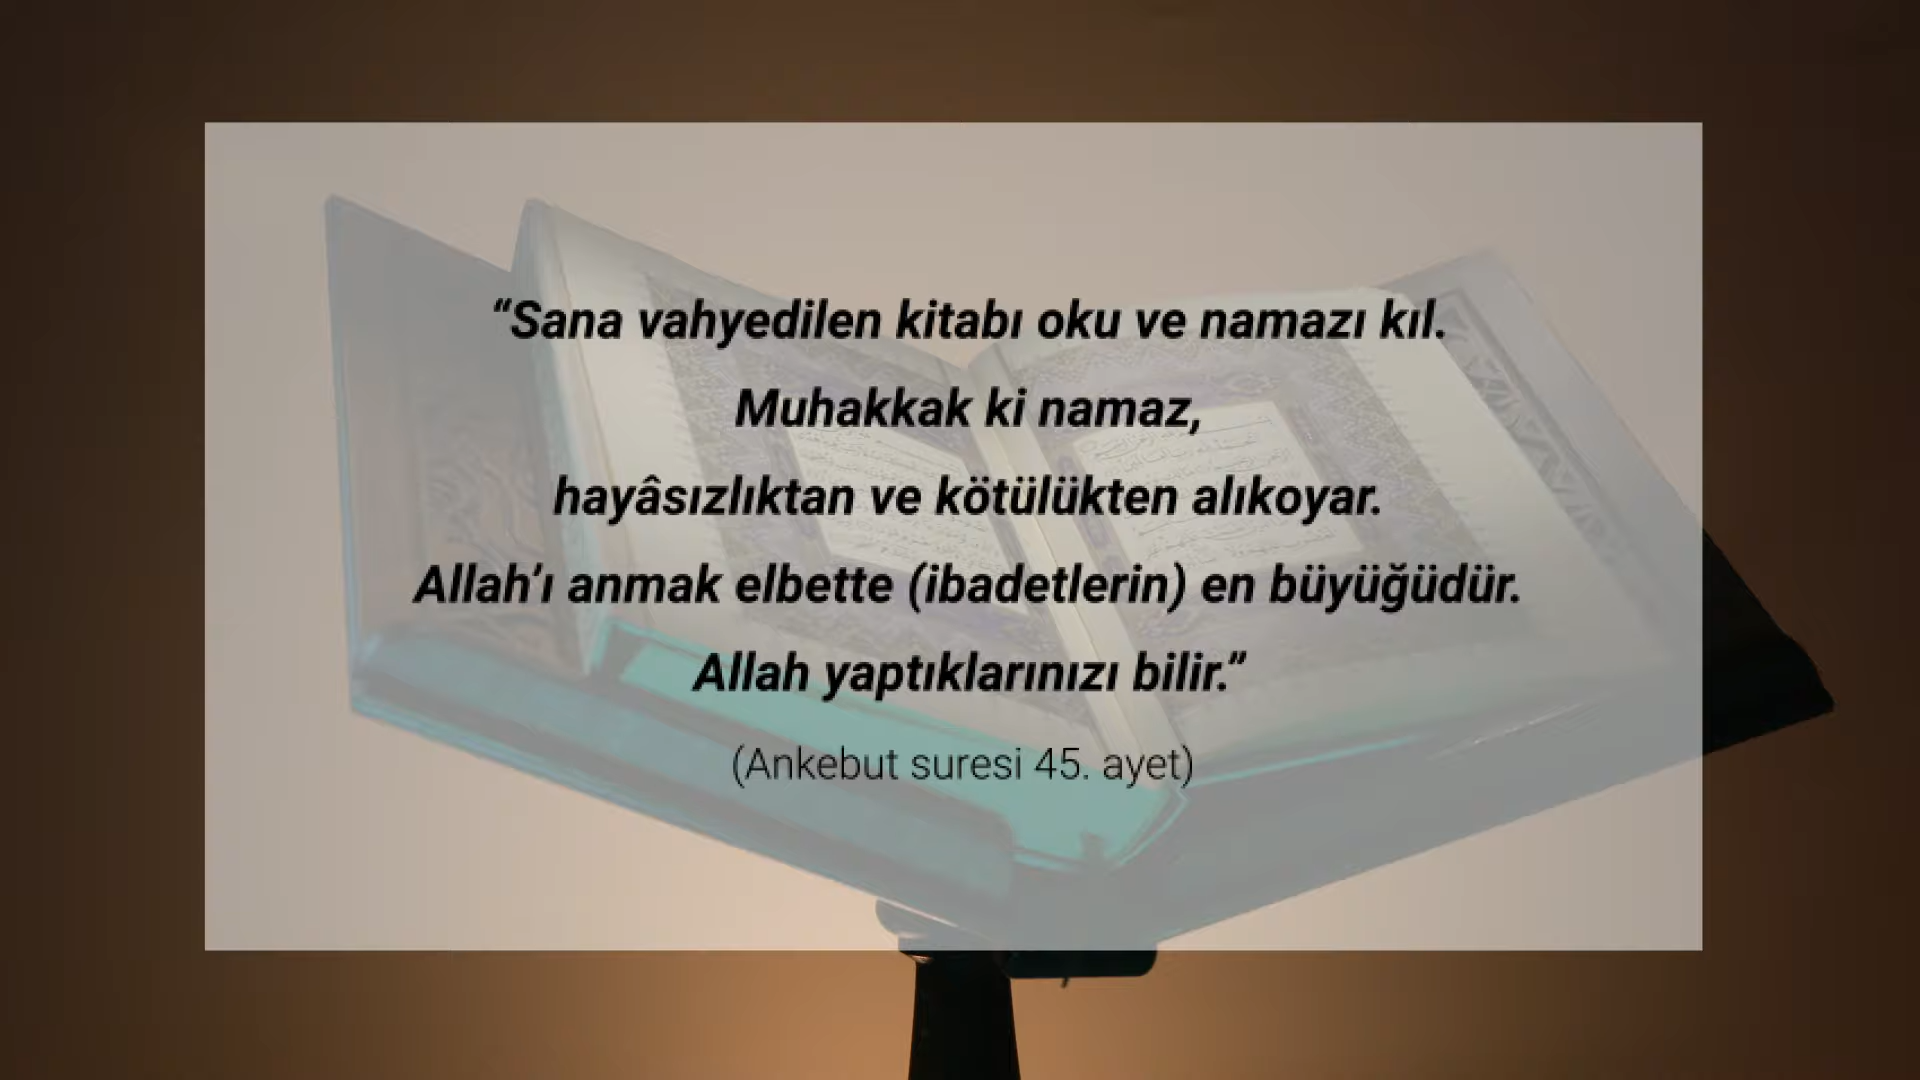 “Sana vahyedilen kitabı oku ve namazı kıl.
Muhakkak ki namaz,
hayâsızlıktan ve kötülükten alıkoyar.
Allah’ı anmak elbette (ibadetlerin) en büyüğüdür.
Allah yaptıklarınızı bilir.”
(Ankebut suresi 45. ayet)